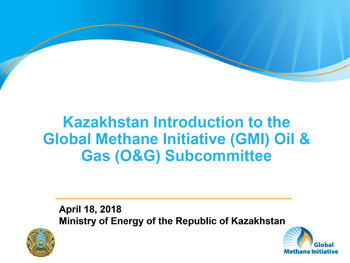 Kazakhstan Introduction to the
Global Methane Initiative (GMI) Oil &
Gas (O&G) Subcommittee
April 18, 2018
Ministry of Energy of the Republic of Kazakhstan
Global
Methane Initiative